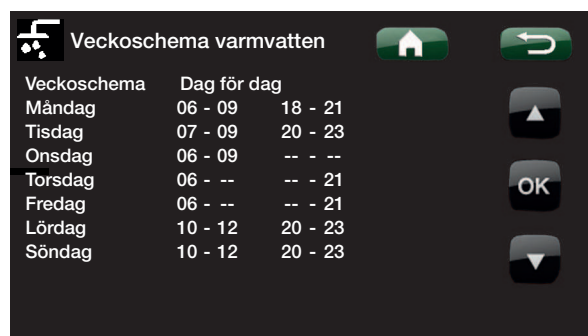 Veckoschema varmvatten
Veckoschema Dag för dag
Måndag 06 - 09 18 - 21
Tisdag 07 - 09 20 - 23
Onsdag 06 - 09 -- - --
Torsdag 06 - -- -- - 21
Fredag 06 - -- -- - 21
Lördag 10 - 12 20 - 23
Söndag 10 - 12 20 - 23
OK